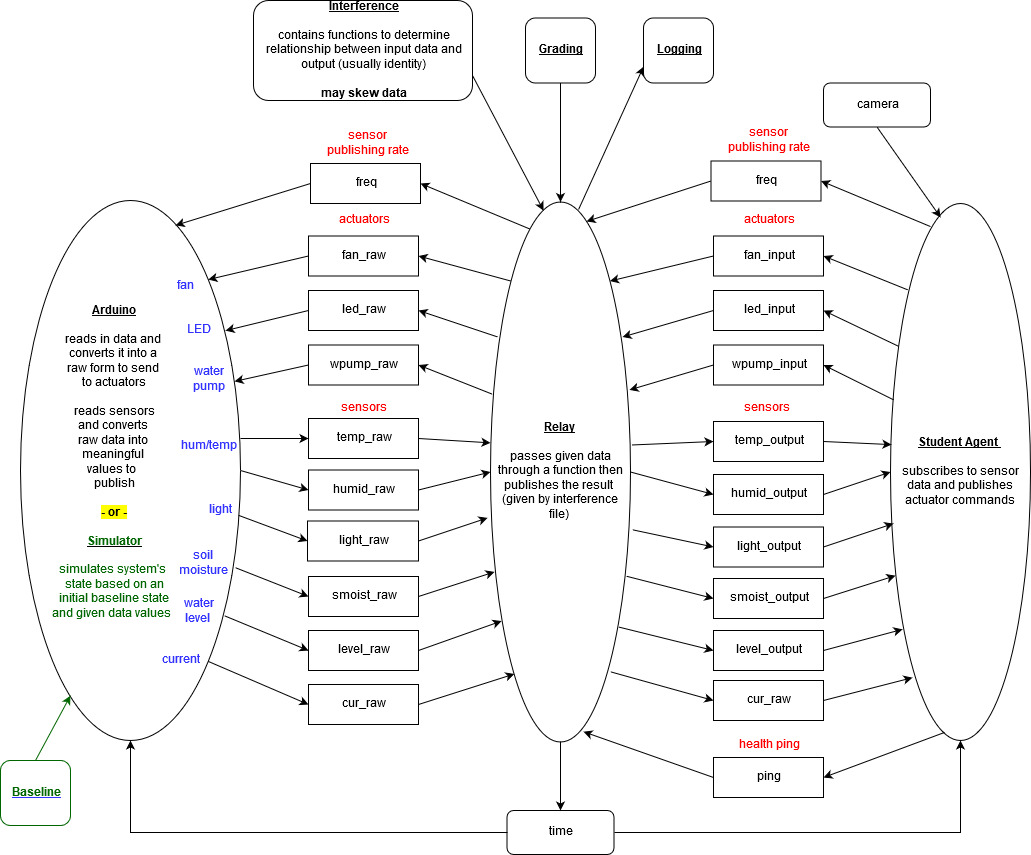 Interference
contains functions to determine
relationship between input data and
output (usually identity)
may skew data
Grading
Logging
camera
sensor
publishing rate
freq
actuators
fan_raw
led_raw
wpump_raw
sensors
temp_raw
humid_raw
light_raw
smoist_raw
level_raw
cur_raw
sensor
publishing rate
freq
actuators
fan_input
led_input
wpump_input
sensors
temp_output
humid_output
light_output
smoist_output
level_output
cur_raw
health ping
ping
Arduino
reads in data and
converts it into a
raw form to send
to actuators
reads sensors
and converts
raw data into
meaningful
values to
publish
- or -
Simulator
simulates system's
state based on an
initial baseline state
and given data values
fan
LED
water
pump
hum/temp
light
soil
moisture
water
level
current
Relay
passes given data
through a function then
publishes the result
(given by interference
file)
Student Agent
subscribes to sensor
data and publishes
actuator commands
Baseline
time